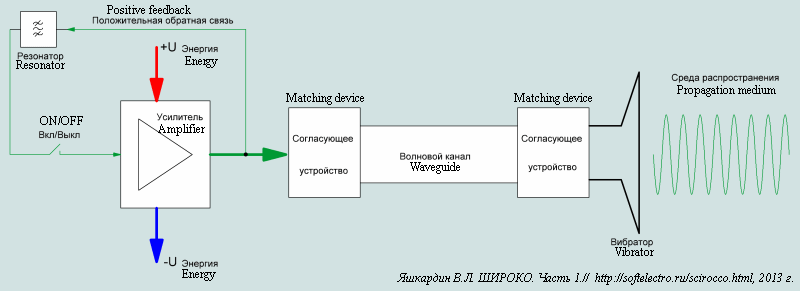 Positive feedback
Положительная обратная связь
Резонатор
Resonator
+U Энергия
Energy
ON/OFF
Вкл/Выкл
Усилитель
Amplifier
-U Энергия
Energy
Matching device
Согласующее
устройство
Волновой канал
Waveguide
Matching device
Согласующее
устройство
Вибратор
Vibrator
Среда распространения
Propagation medium
Яшкардин В.Л. ШИРОКО. Часть 1.// http://softelectro.ru/scirocco.html, 2013 г.